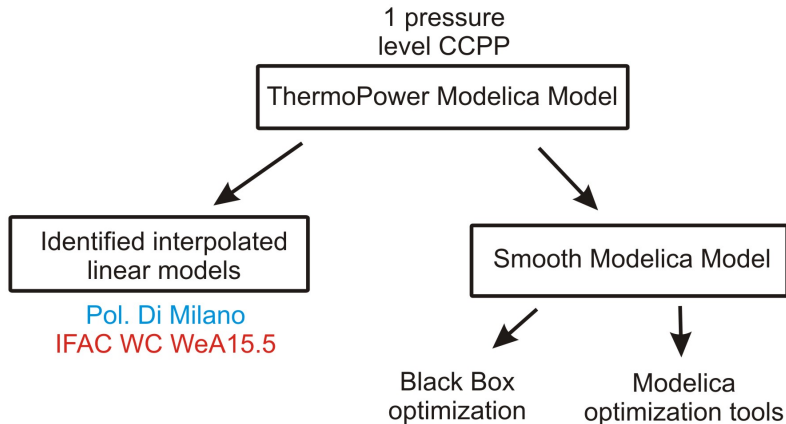 1 pressure
level CCPP
ThermoPower Modelica Model
Identified interpolated
linear models
Pol. Di Milano
IFAC WC WeA15.5
Smooth Modelica Model
Black Box
optimization
Modelica
optimization tools